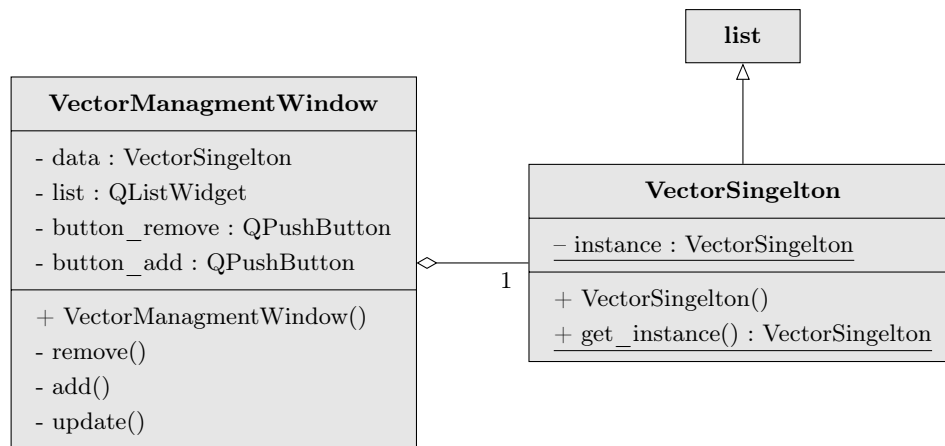 list
VectorManagmentWindow
- data : VectorSingelton
- list : QListWidget
- button_remove : QPushButton
- button_add : QPushButton
+ VectorManagmentWindow()
- remove()
- add()
- update()
1
VectorSingelton
– instance : VectorSingelton
+ VectorSingelton()
+ get_instance() : VectorSingelton